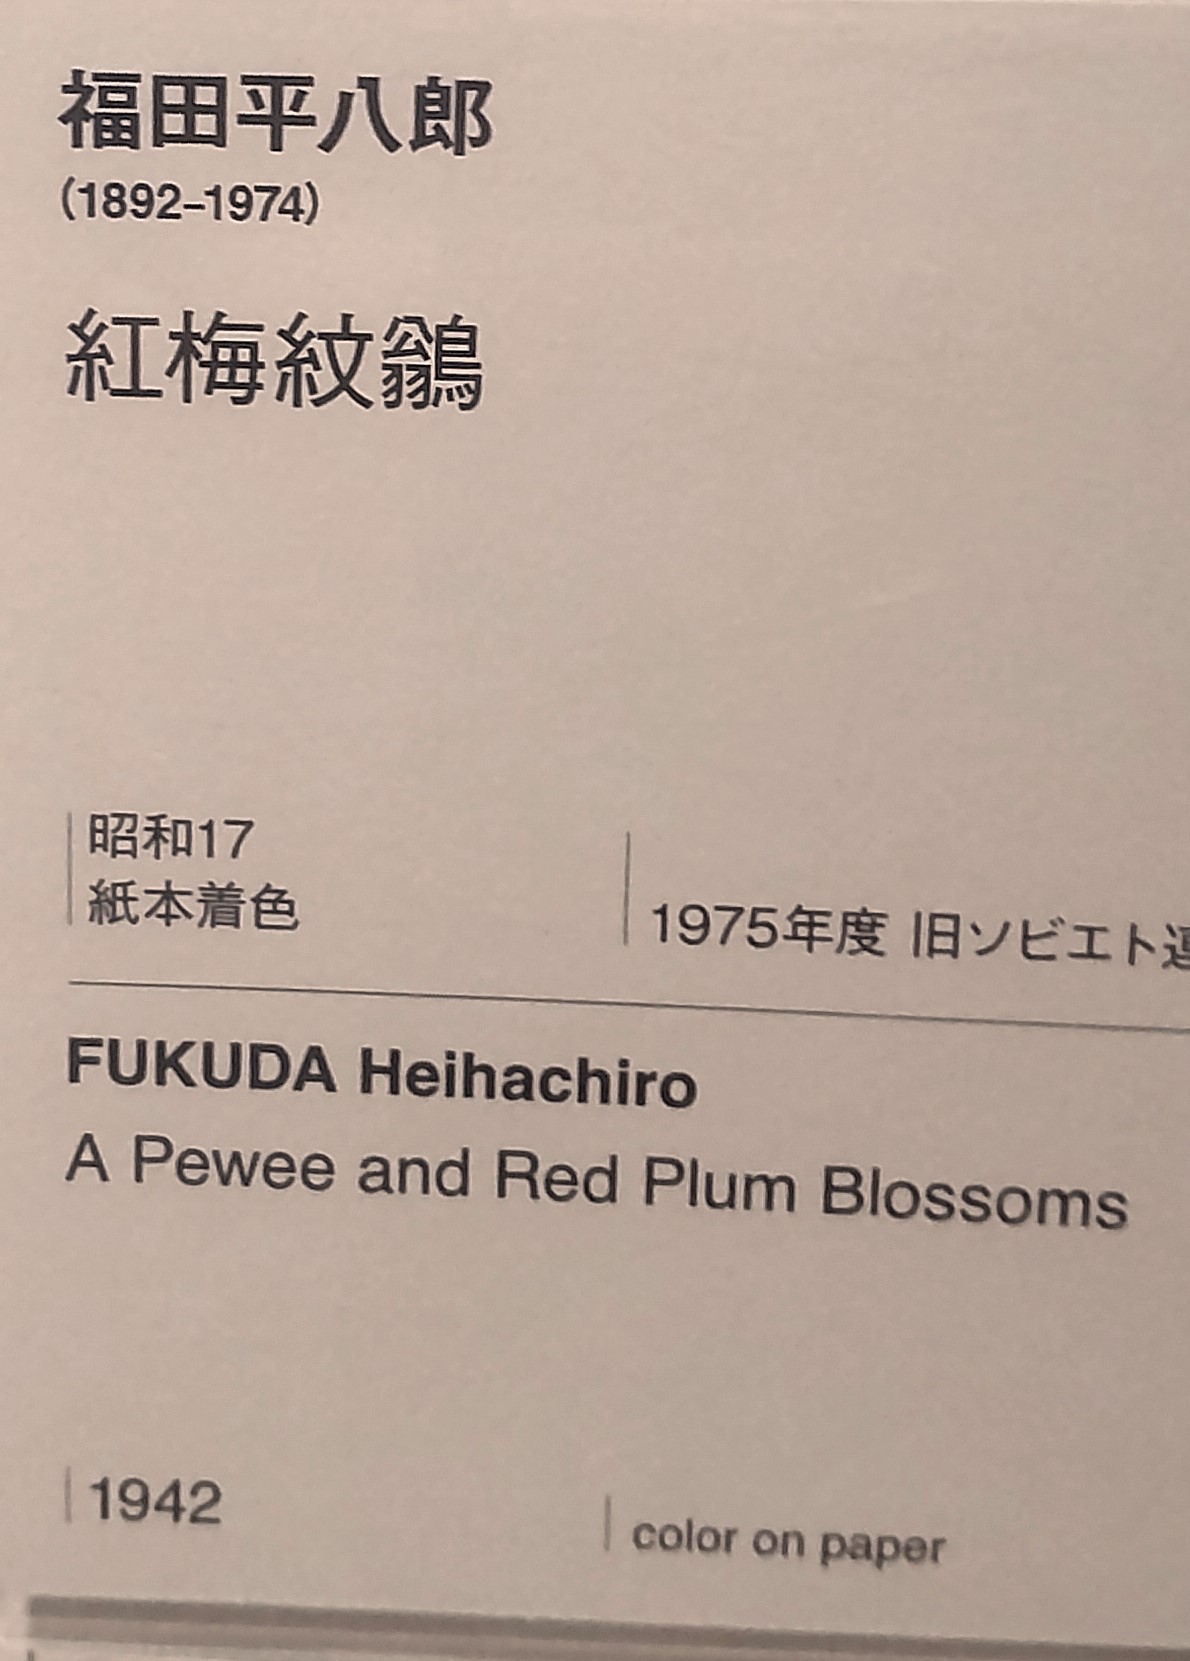 福田平八郎
(1892–1974)
紅梅紋鶲
昭和17
紙本着色
1975年度 旧ソビエト連
FUKUDA Heihachiro
A Pewee and Red Plum Blossoms
1942
color on paper